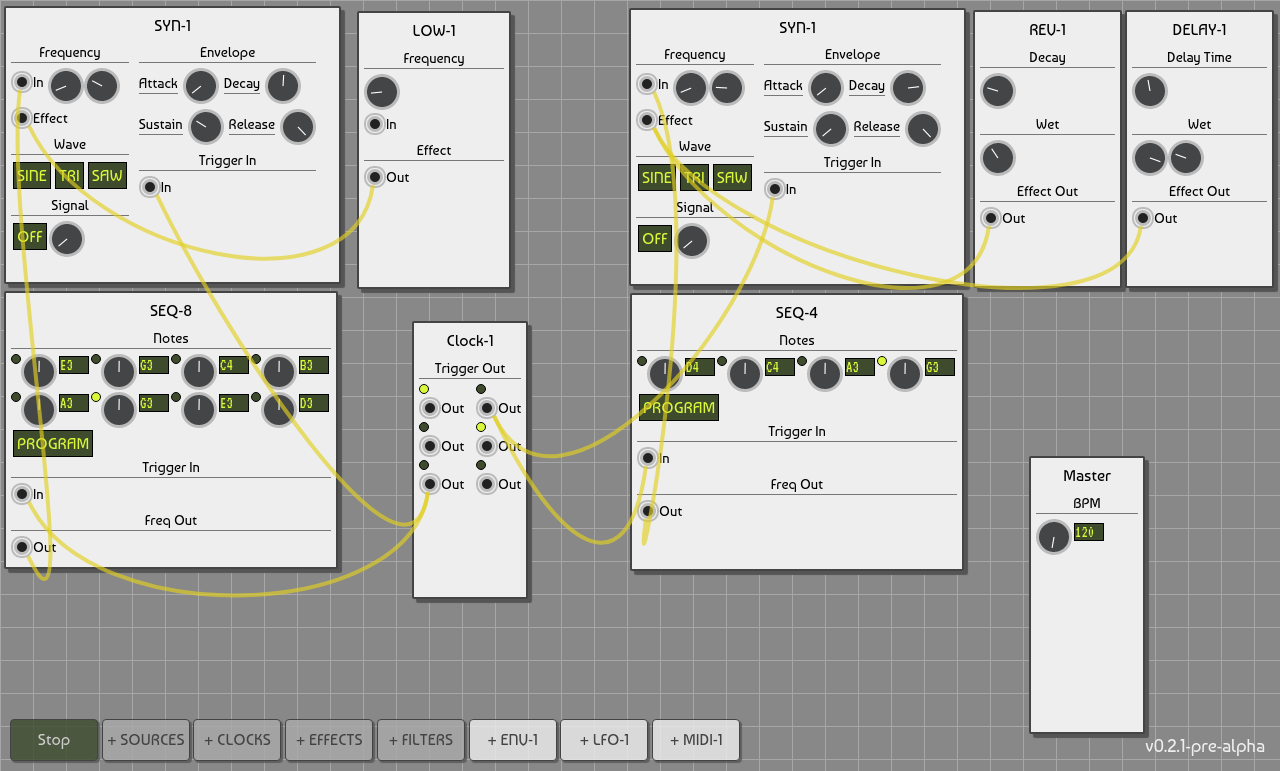 SYN-1
Frequency
Envelope
In
Attack
Decay
Effect
Sustain
Release
Wave
SINE TRI SAW
Trigger In
In
Signal
OFF
LOW-1
Frequency
In
Effect
Out
SYN-1
Frequency
Envelope
In
Attack
Decay
Effect
Sustain
Release
Wave
SINE TRI SAW
Trigger In
In
Signal
OFF
REV-1
Decay
Wet
Effect Out
Out
DELAY-1
Delay Time
Wet
Effect Out
Out
SEQ-8
Notes
E3 G3 C4 B3
A3 G3 E3 D3
PROGRAM
Trigger In
In
Freq Out
Out
Clock-1
Trigger Out
Out Out
Out Out
Out Out
SEQ-4
Notes
D4 C4 A3 G3
PROGRAM
Trigger In
In
Freq Out
Out
Master
BPM
120
Stop
+ SOURCES
+ CLOCKS
+ EFFECTS
+ FILTERS
+ ENV-1
+ LFO-1
+ MIDI-1
v0.2.1-pre-alpha